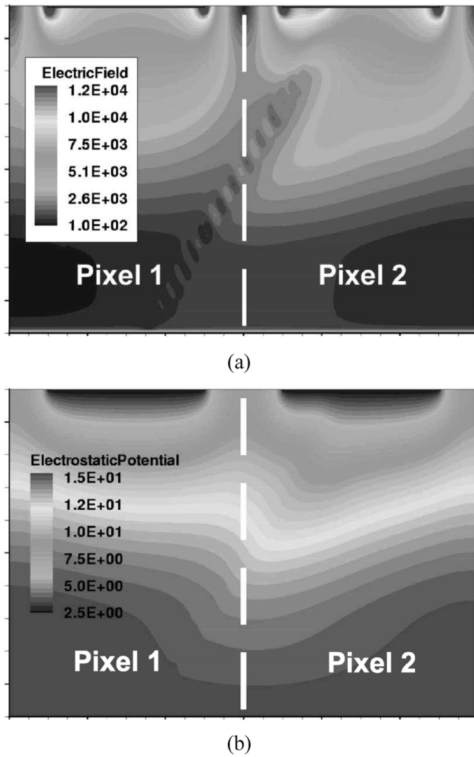 ElectricField
1.2E+04
1.0E+04
7.5E+03
5.1E+03
2.6E+03
1.0E+02
Pixel 1
Pixel 2
(a)
ElectrostaticPotential
1.5E+01
1.2E+01
1.0E+01
7.5E+00
5.0E+00
2.5E+00
Pixel 1
Pixel 2
(b)